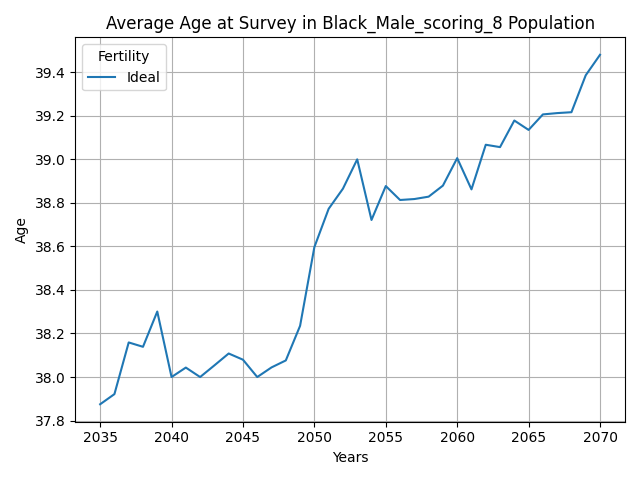 Average Age at Survey in Black_Male_scoring_8 Population
Fertility
Ideal
Age
39.4
39.2
39.0
38.8
38.6
38.4
38.2
38.0
37.8
2035 2040 2045 2050 2055 2060 2065 2070
Years